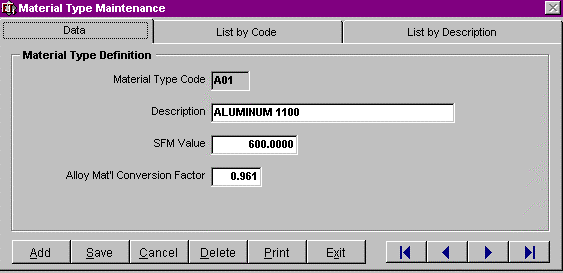 Material Type Maintenance
Data List by Code List by Description
Material Type Definition
Material Type Code A01
Description ALUMINUM 1100
SFM Value 600.0000
Alloy Mat'l Conversion Factor 0.961
Add Save Cancel Delete Print Exit